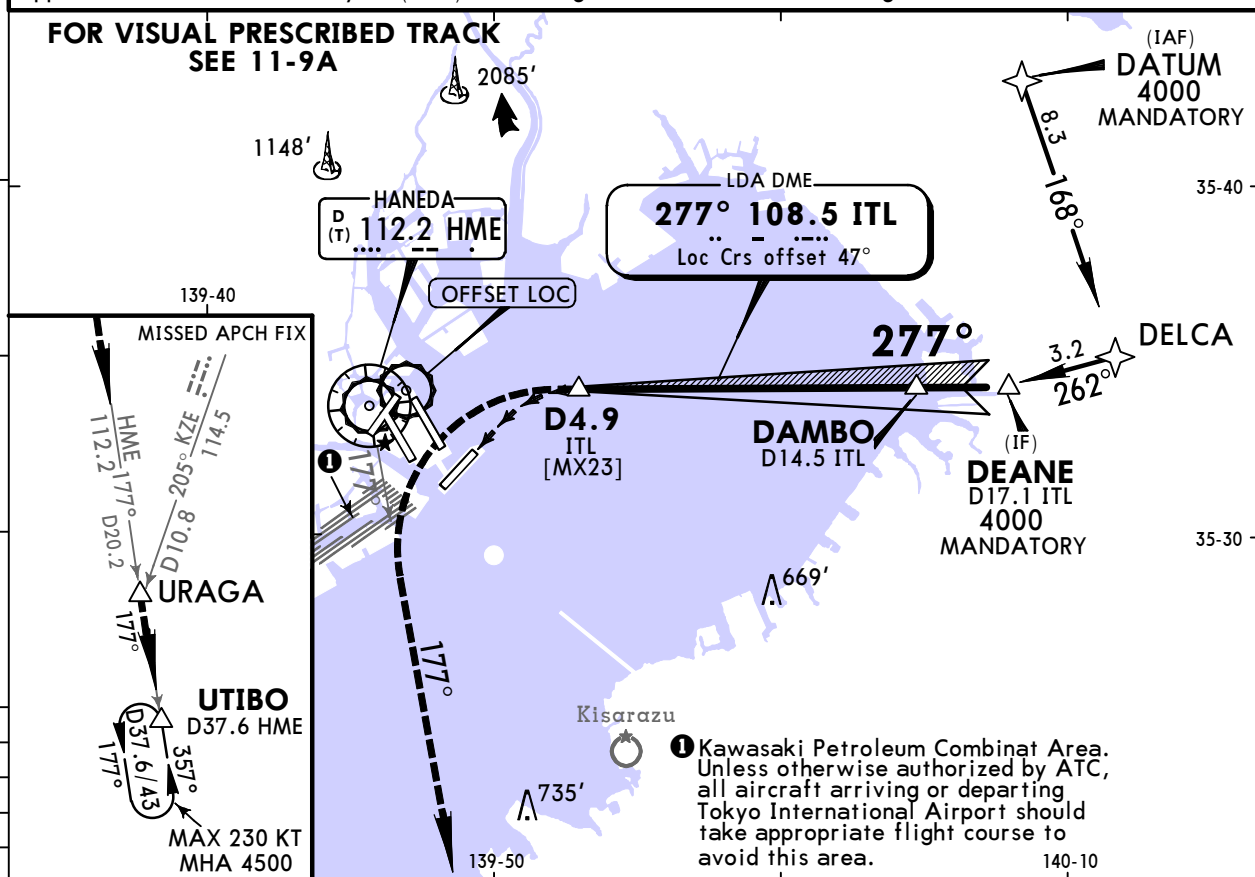 FOR VISUAL PRESCRIBED TRACK
SEE 11-9A
2085'
1148'
(IAF)
DATUM
4000
MANDATORY
8.3
168°
35-40
HANEDA
D
(T)
112.2 HME
LDA DME
277° 108.5 ITL
Loc Crs offset 47°
OFFSET LOC
139-40
MISSED APCH FIX
277°
DELCA
3.2
262°
D4.9
ITL
[MX23]
DAMBO
D14.5 ITL
(IF)
DEANE
D17.1 ITL
4000
MANDATORY
35-30
1
177°
HME 177°
112.2
D20.2
D10.8 205° KZE
114.5
URAGA
177°
UTIBO
D37.6 HME
D37.6/43
177°
357°
MAX 230 KT
MHA 4500
669'
177°
Kisarazu
735'
1 Kawasaki Petroleum Combinat Area.
Unless otherwise authorized by ATC,
all aircraft arriving or departing
Tokyo International Airport should
take appropriate flight course to
avoid this area.
139-50
140-10